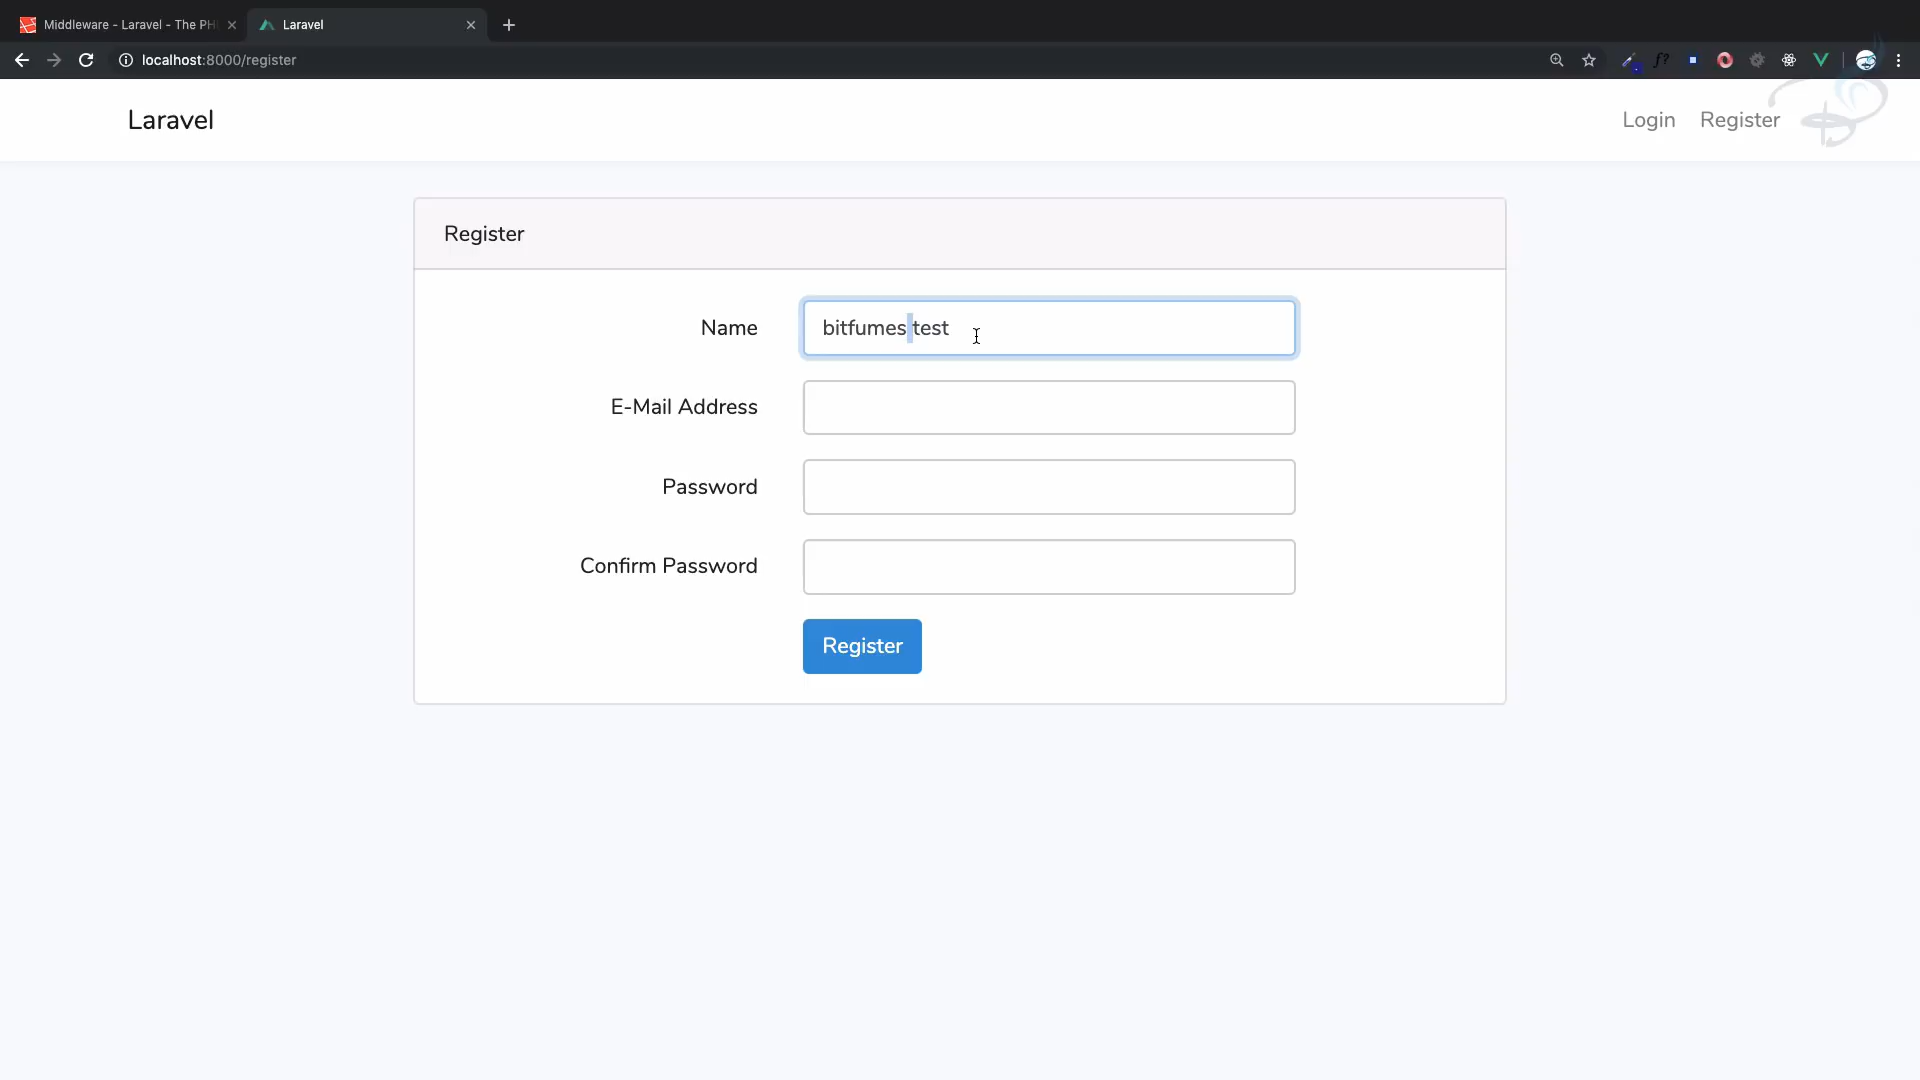 Middleware - Laravel - The PH
Laravel
localhost:8000/register
f?
Laravel
Login
Register
Register
Name
bitfumes test
E-Mail Address
Password
Confirm Password
Register